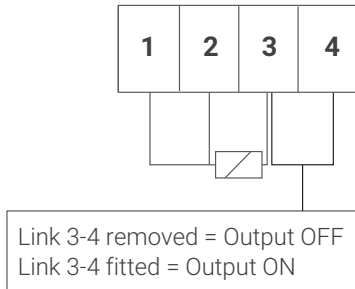 1 2 3 4
Link 3-4 removed = Output OFF
Link 3-4 fitted = Output ON